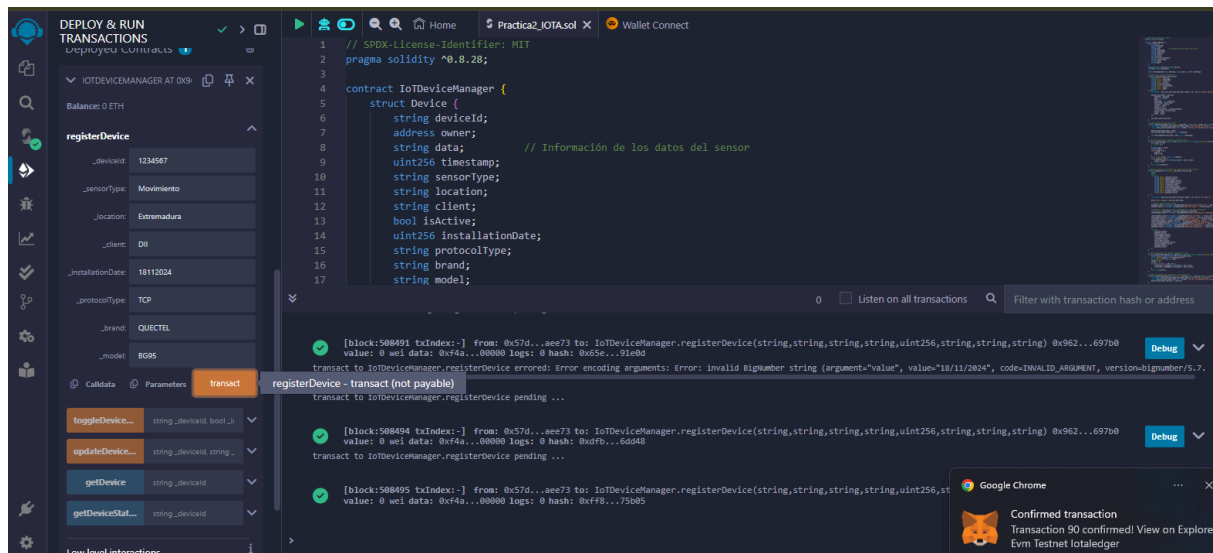 DEPLOY & RUN
TRANSACTIONS
Deployed Contracts 1
IOTDEVICEMANAGER AT 0X9
Balance: 0 ETH
registerDevice
_deviceId: 1234567
_sensorType: Movimiento
_location: Extremadura
_client: DII
_installationDate: 18112024
_protocolType: TCP
_brand: QUECTEL
_model: BG95
Calldata Parameters transact
registerDevice - transact (not payable)
toggleDevice... string _deviceId, bool _is
updateDevice... string _deviceId, string _
getDevice string _deviceId
getDeviceStat... string _deviceId
Low level interactions i
Home Practica2_IOTA.sol Wallet Connect
1 // SPDX-License-Identifier: MIT
2 pragma solidity ^0.8.28;
3
4 contract IoTDeviceManager {
5 struct Device {
6 string deviceId;
7 address owner;
8 string data; // Información de los datos del sensor
9 uint256 timestamp;
10 string sensorType;
11 string location;
12 string client;
13 bool isActive;
14 uint256 installationDate;
15 string protocolType;
16 string brand;
17 string model;
0 Listen on all transactions Filter with transaction hash or address
[block:508491 txIndex:-] from: 0x57d...aee73 to: IoTDeviceManager.registerDevice(string,string,string,string,uint256,string,string,string) 0x962...697b0
value: 0 wei data: 0xf4a...00000 logs: 0 hash: 0x65e...91e0d
Debug
transact to IoTDeviceManager.registerDevice errored: Error encoding arguments: Error: invalid BigNumber string (argument="value", value="18/11/2024", code=INVALID_ARGUMENT, version=bignumber/5.7.
transact to IoTDeviceManager.registerDevice pending ...
[block:508494 txIndex:-] from: 0x57d...aee73 to: IoTDeviceManager.registerDevice(string,string,string,string,uint256,string,string,string) 0x962...697b0
value: 0 wei data: 0xf4a...00000 logs: 0 hash: 0xdfb...6dd48
Debug
transact to IoTDeviceManager.registerDevice pending ...
[block:508495 txIndex:-] from: 0x57d...aee73 to: IoTDeviceManager.registerDevice(string,string,string,string,uint256,st
value: 0 wei data: 0xf4a...00000 logs: 0 hash: 0xff8...75b05
>
Google Chrome
Confirmed transaction
Transaction 90 confirmed! View on Explore
Evm Testnet Iotaledger